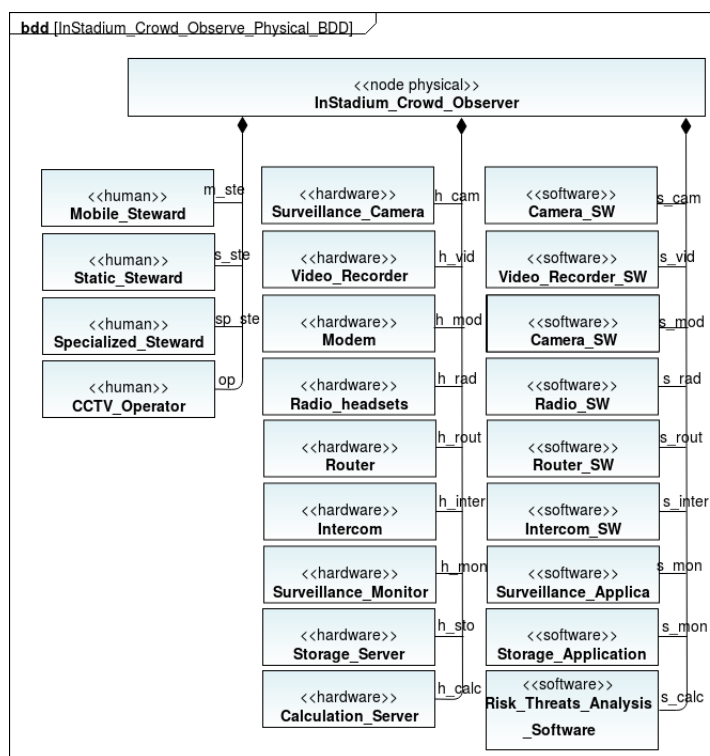 bdd [InStadium_Crowd_Observe_Physical_BDD]
<<node physical>>
InStadium_Crowd_Observer
<<human>>
Mobile_Steward
m_ste
<<human>>
Static_Steward
s_ste
<<human>>
Specialized_Steward
sp_ste
<<human>>
CCTV_Operator
op
<<hardware>>
Surveillance_Camera
h_cam
<<hardware>>
Video_Recorder
h_vid
<<hardware>>
Modem
h_mod
<<hardware>>
Radio_headsets
h_rad
<<hardware>>
Router
h_rout
<<hardware>>
Intercom
h_inter
<<hardware>>
Surveillance_Monitor
h_mon
<<hardware>>
Storage_Server
h_sto
<<hardware>>
Calculation_Server
h_calc
<<software>>
Camera_SW
s_cam
<<software>>
Video_Recorder_SW
s_vid
<<software>>
Camera_SW
s_mod
<<software>>
Radio_SW
s_rad
<<software>>
Router_SW
s_rout
<<software>>
Intercom_SW
s_inter
<<software>>
Surveillance_Applica
s_mon
<<software>>
Storage_Application
s_mon
<<software>>
Risk_Threats_Analysis
_Software
s_calc